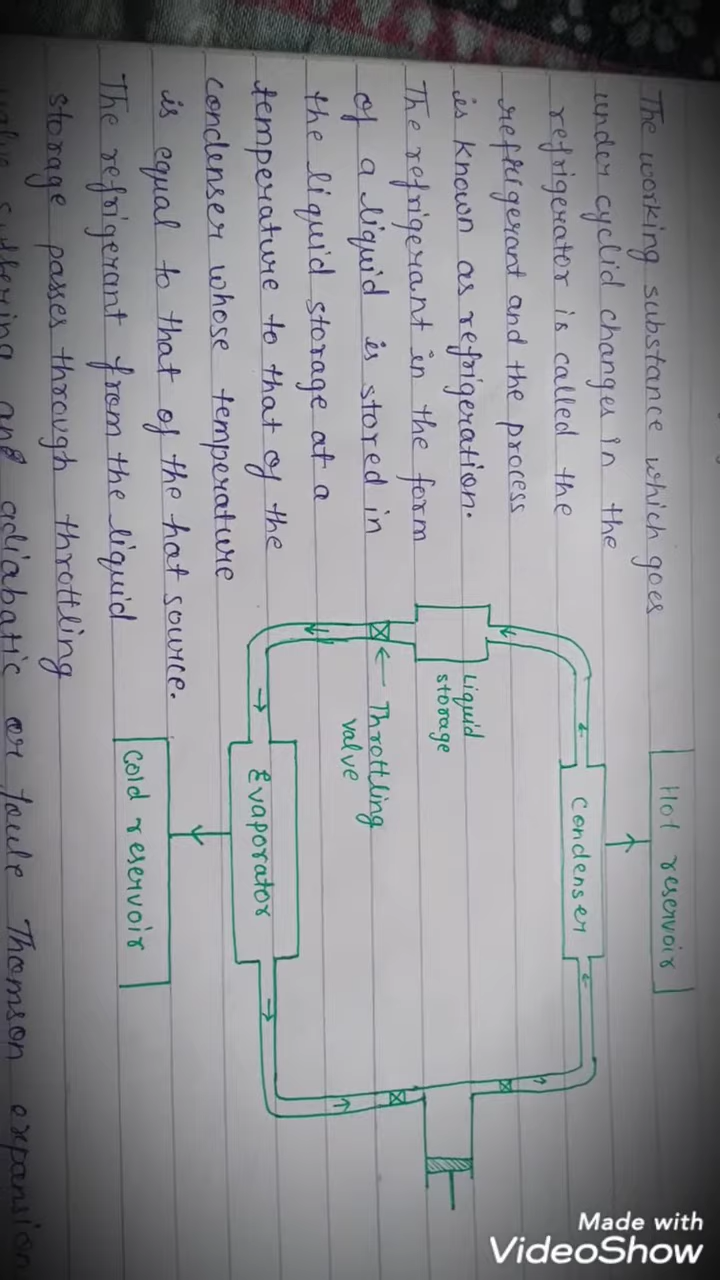 The working substance which goes
under cyclid changes in the
refrigerator is called the
refrigerant and the process
is known as refrigeration.
The refrigerant in the form
of a liquid is stored in
the liquid storage at a
temperature to that of the
condenser whose temperature
is equal to that of the hat source.
The refrigerant from the liquid
storage passes through throttling
and adiabatic or Joule Thomson expansion
Hot reservoir
Condenser
Liquid
storage
← Throttling
valve
Evaporator
Cold reservoir
Made with
VideoShow